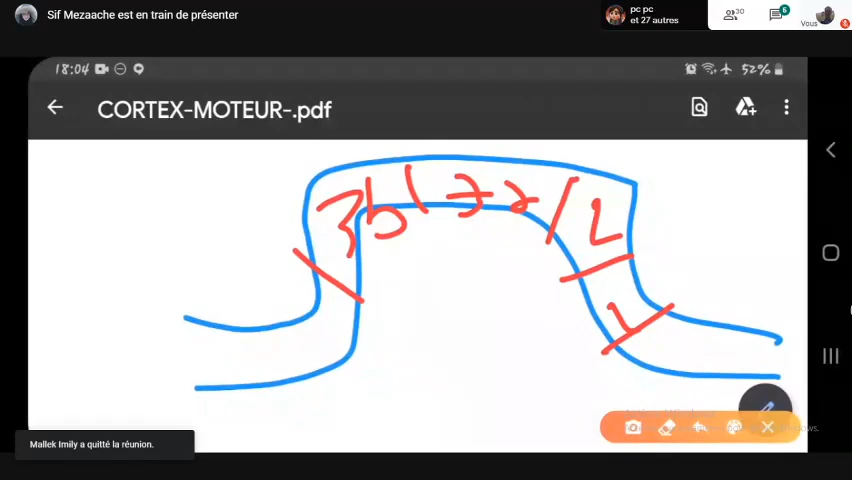 Sif Mezaache est en train de présenter
pc pc
et 27 autres
30
6
Vous
18:04
52%
CORTEX-MOTEUR-.pdf
3b
2
1
Mallek Imily a quitté la réunion.